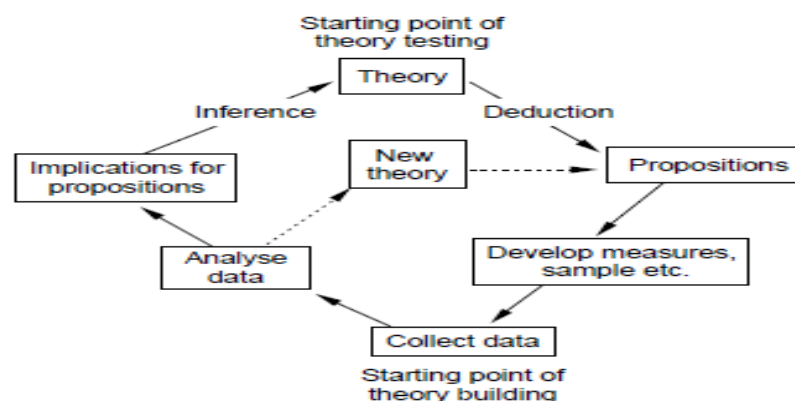 Starting point of
theory testing
Theory
Inference
Deduction
Implications for
propositions
New
theory
Propositions
Analyse
data
Develop measures,
sample etc.
Collect data
Starting point of
theory building